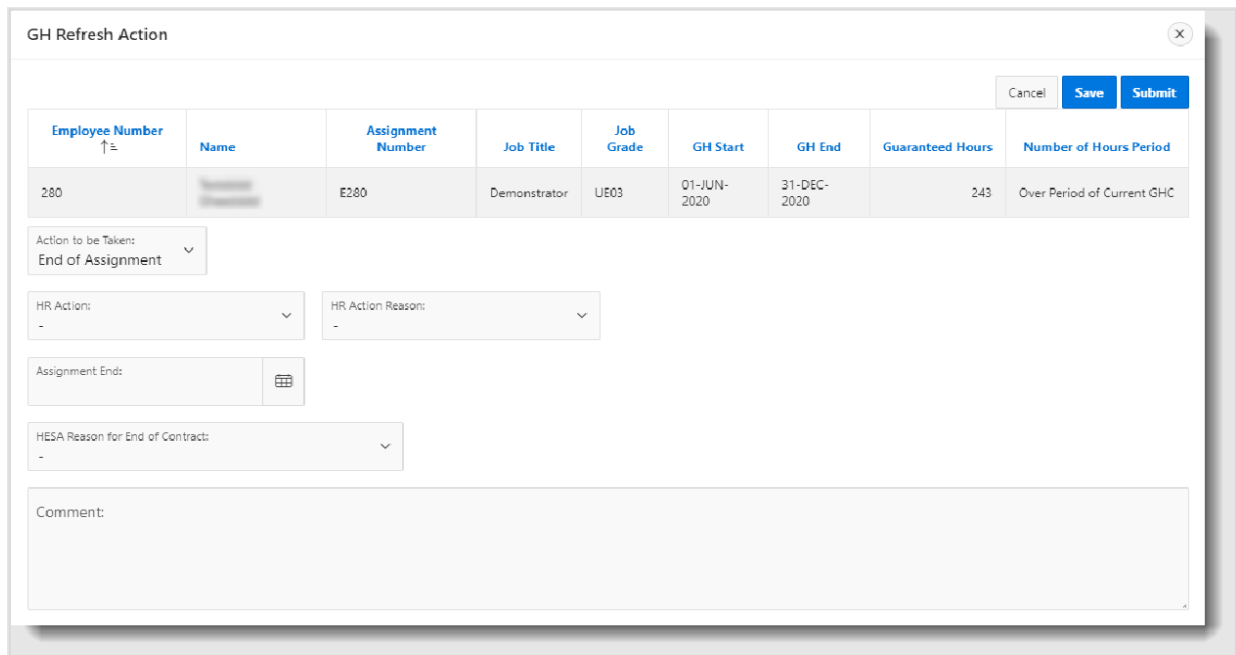 GH Refresh Action
X
Cancel Save Submit
Employee Number Name Assignment Number Job Title Job Grade GH Start GH End Guaranteed Hours Number of Hours Period
280 E280 Demonstrator UE03 01-JUN-2020 31-DEC-2020 243 Over Period of Current GHC
Action to be Taken:
End of Assignment
HR Action: HR Action Reason:
- -
Assignment End:
HESA Reason for End of Contract:
-
Comment: